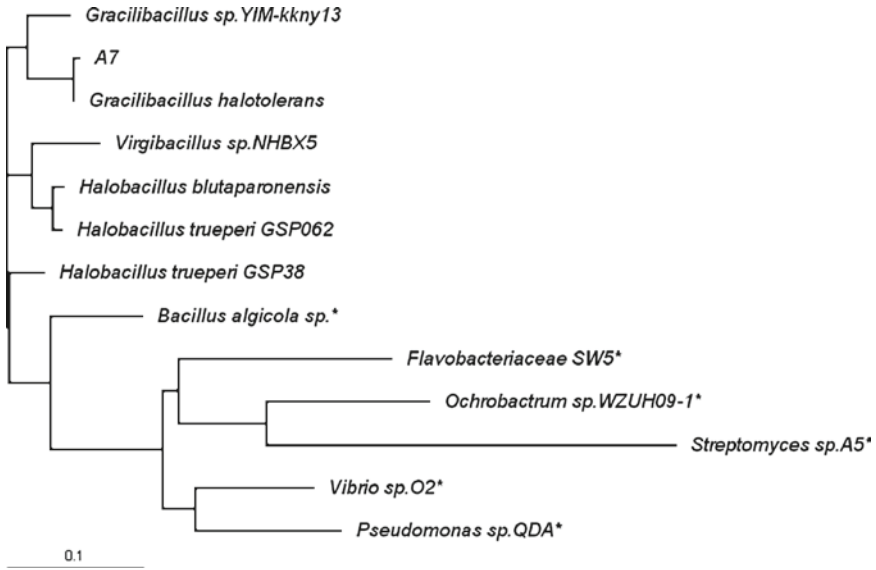 Gracilibacillus sp.YIM-kkny13
A7
Gracilibacillus halotolerans
Virgibacillus sp.NHBX5
Halobacillus blutaparonensis
Halobacillus trueperi GSP062
Halobacillus trueperi GSP38
Bacillus algicola sp.*
Flavobacteriaceae SW5*
Ochrobactrum sp.WZUH09-1*
Streptomyces sp.A5*
Vibrio sp.O2*
Pseudomonas sp.QDA*
0.1